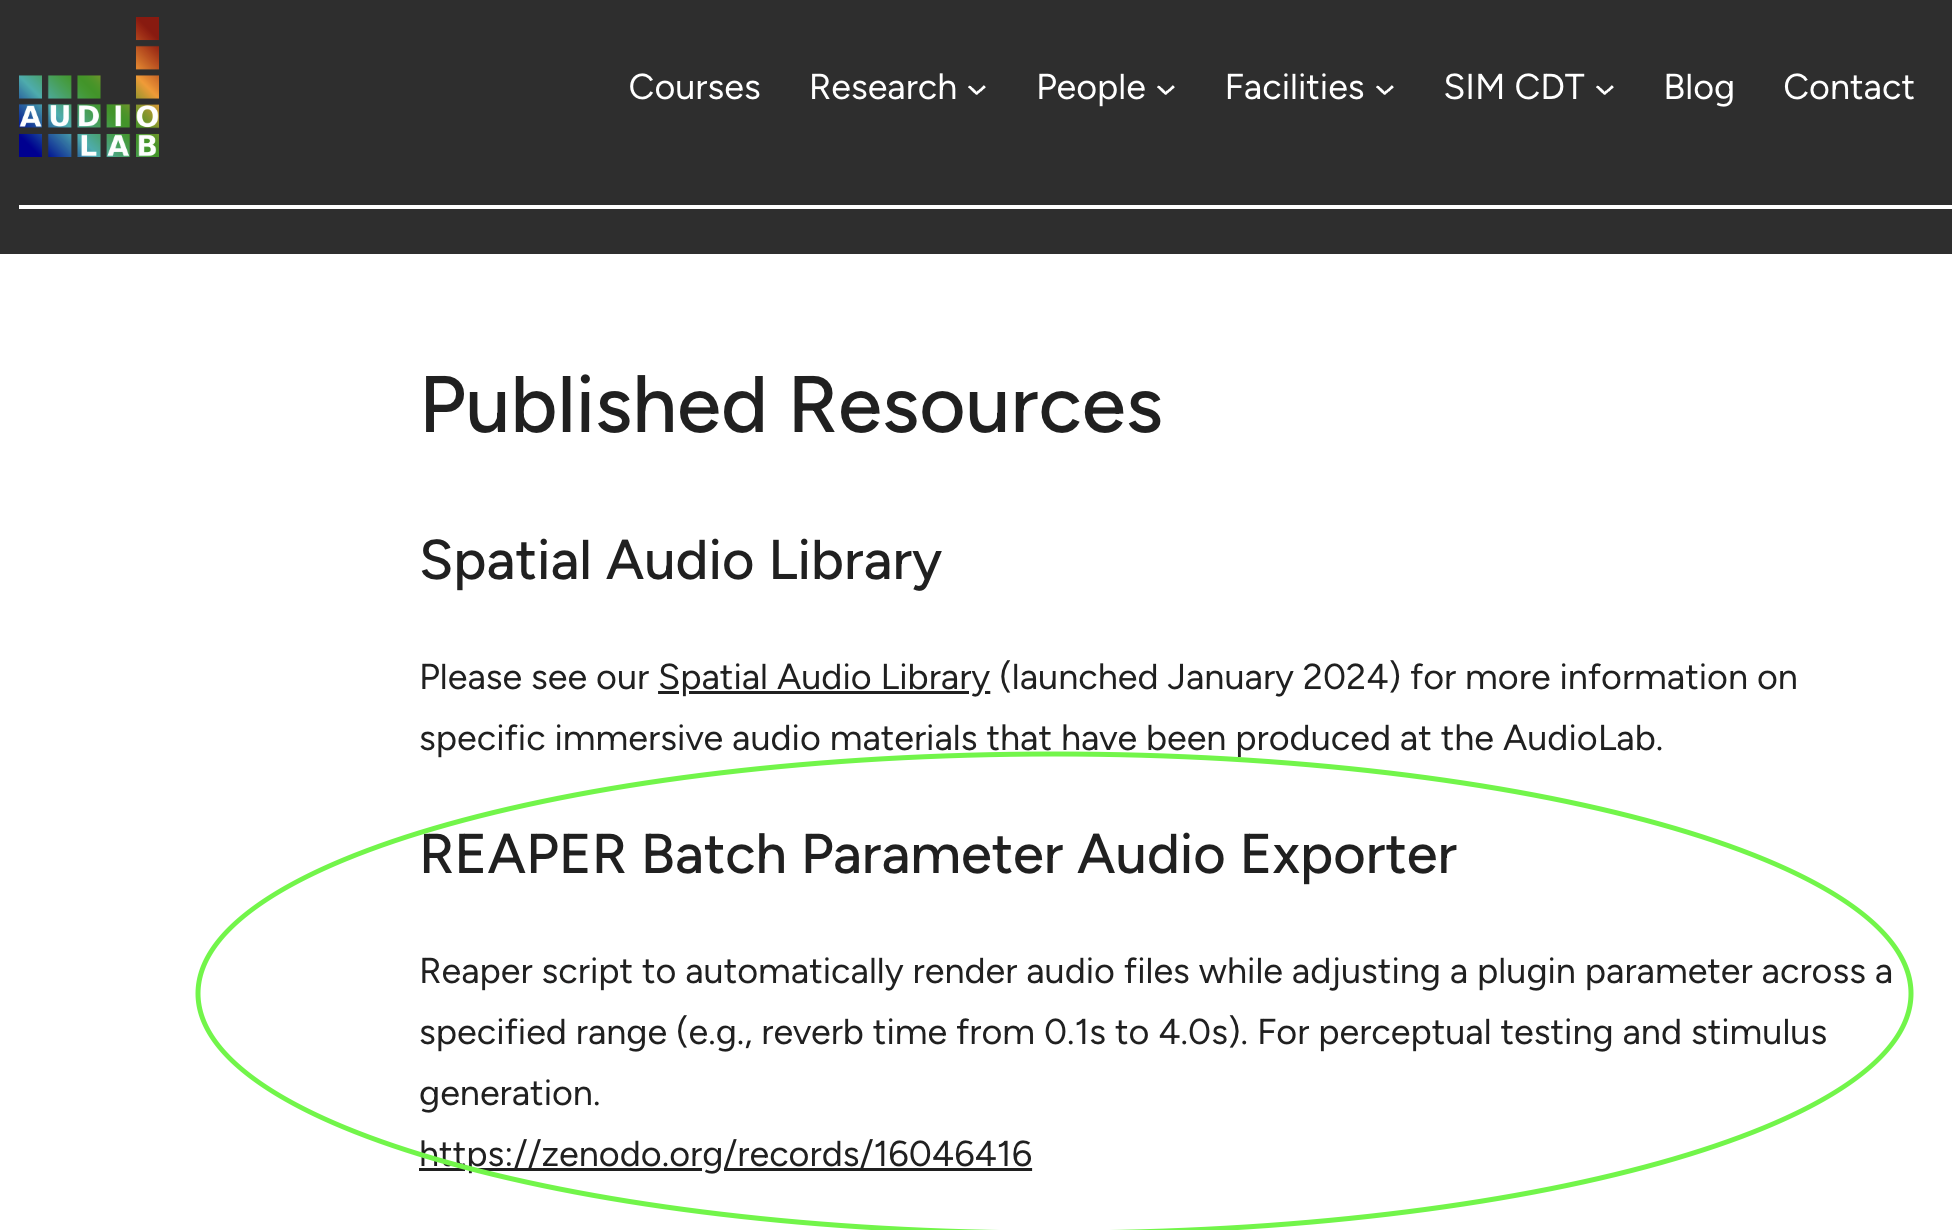 AUDIO
LAB
Courses Research People Facilities SIM CDT Blog Contact
Published Resources
Spatial Audio Library
Please see our Spatial Audio Library (launched January 2024) for more information on
specific immersive audio materials that have been produced at the AudioLab.
REAPER Batch Parameter Audio Exporter
Reaper script to automatically render audio files while adjusting a plugin parameter across a
specified range (e.g., reverb time from 0.1s to 4.0s). For perceptual testing and stimulus
generation.
https://zenodo.org/records/16046416